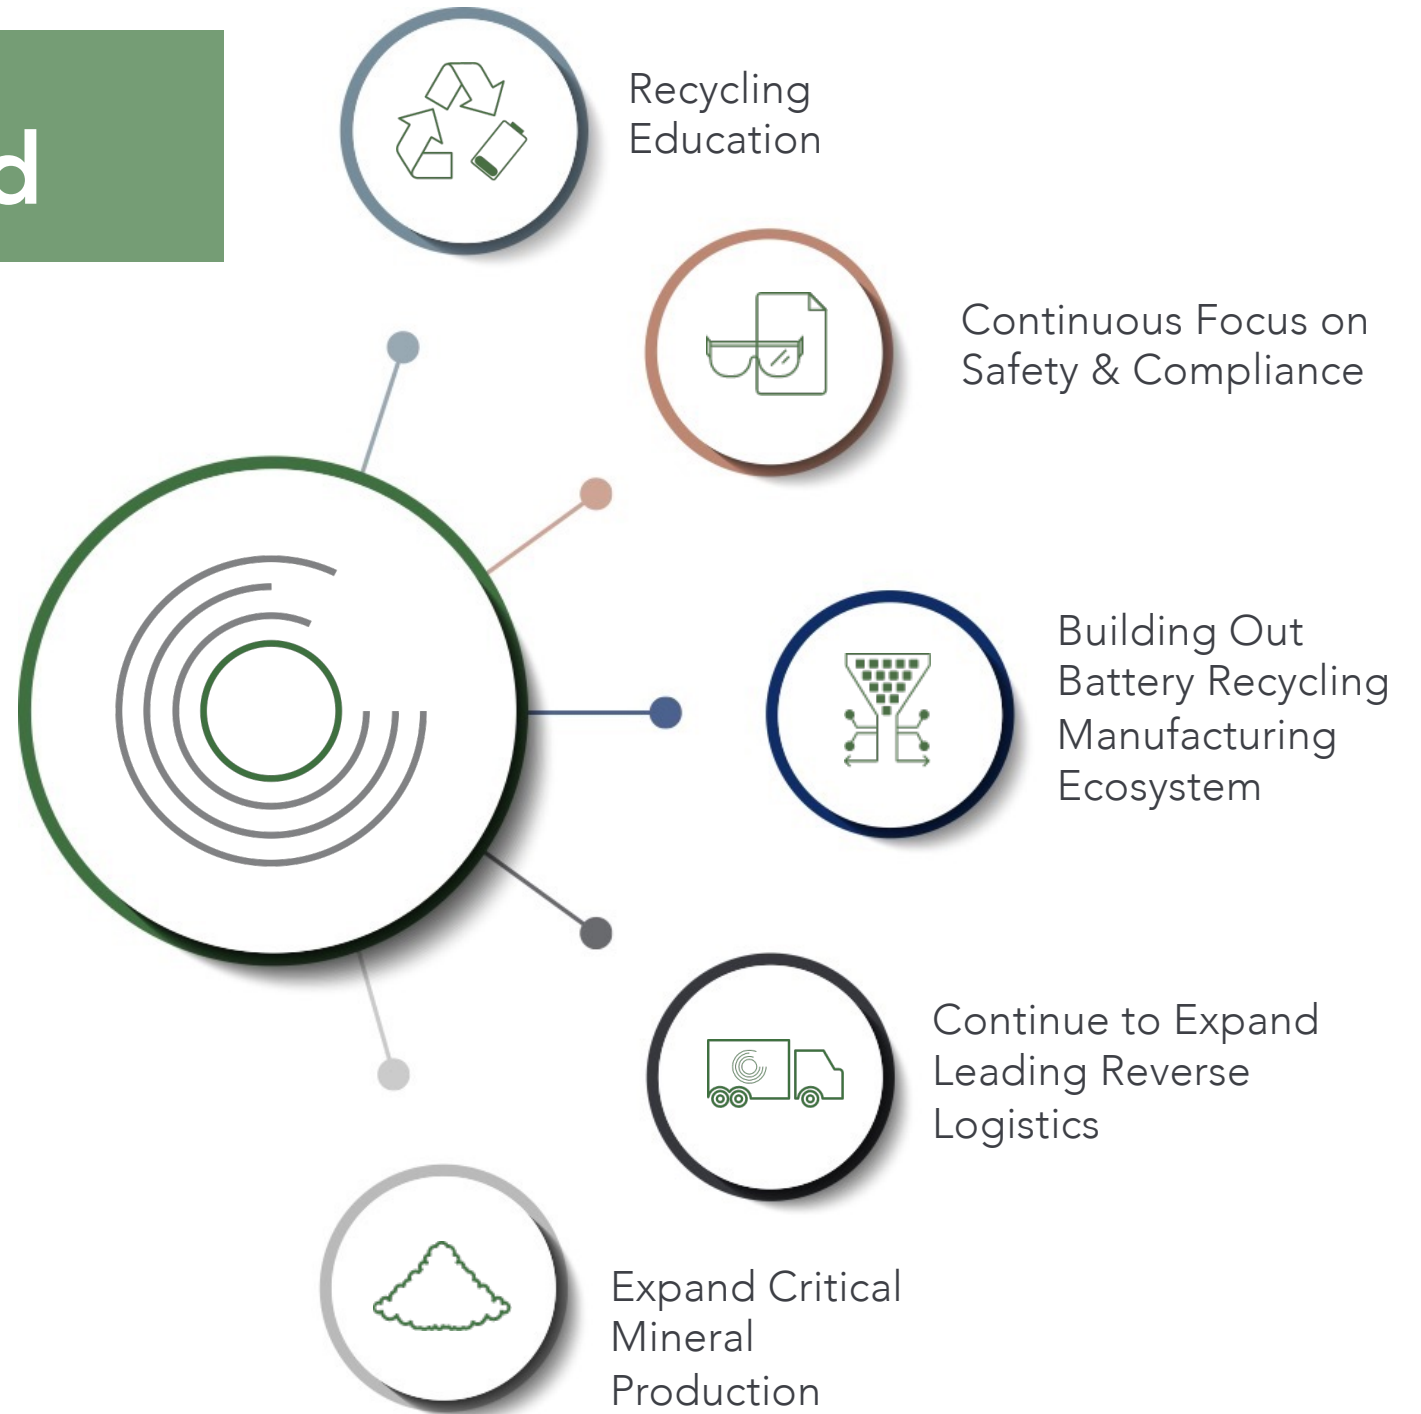 d
Recycling
Education
Continuous Focus on
Safety & Compliance
Building Out
Battery Recycling
Manufacturing
Ecosystem
Continue to Expand
Leading Reverse
Logistics
Expand Critical
Mineral
Production